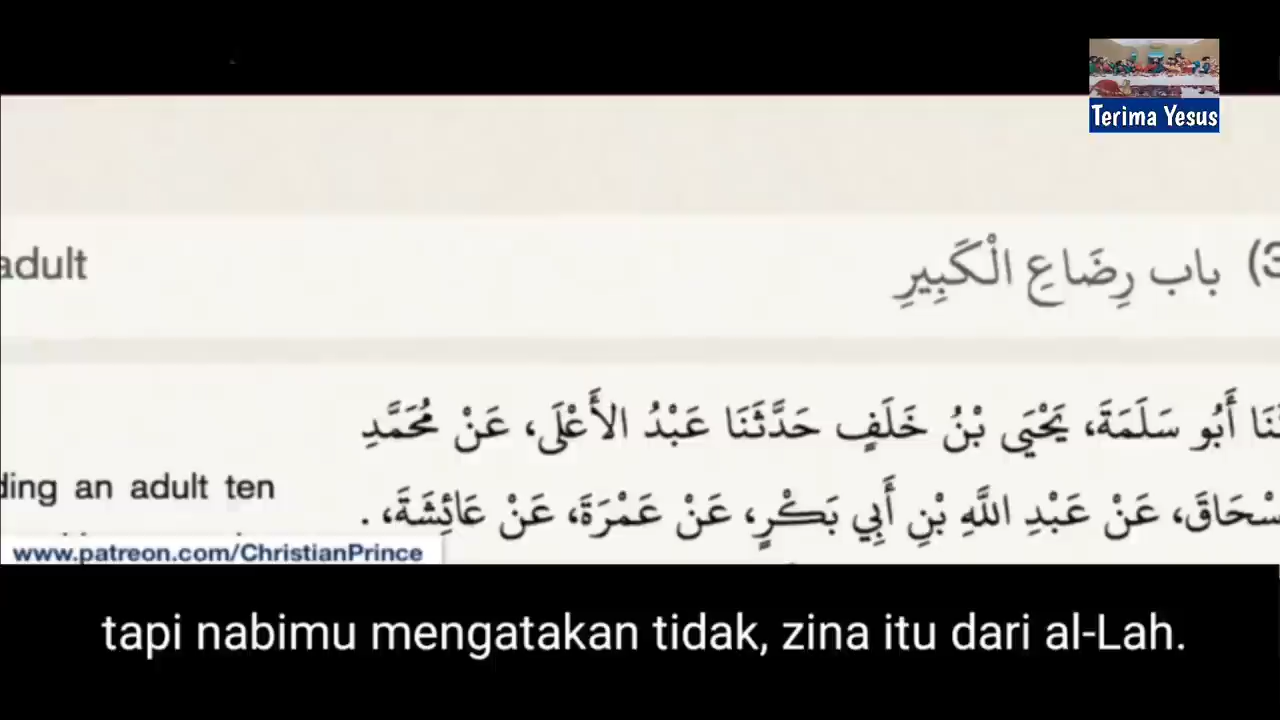 Terima Yesus
adult
باب رِضَاعِ الْكَبِيرِ (3
أَبُو سَلَمَةَ، يَحْيَى بْنُ خَلَفٍ حَدَّثَنَا عَبْدُ الأَعْلَى، عَنْ مُحَمَّدِ
عَنْ عَبْدِ اللَّهِ بْنِ أَبِي بَكْرٍ، عَنْ عَمْرَةَ، عَنْ عَائِشَةَ، .
ding an adult ten
www.patreon.com/ChristianPrince
tapi nabimu mengatakan tidak, zina itu dari al-Lah.